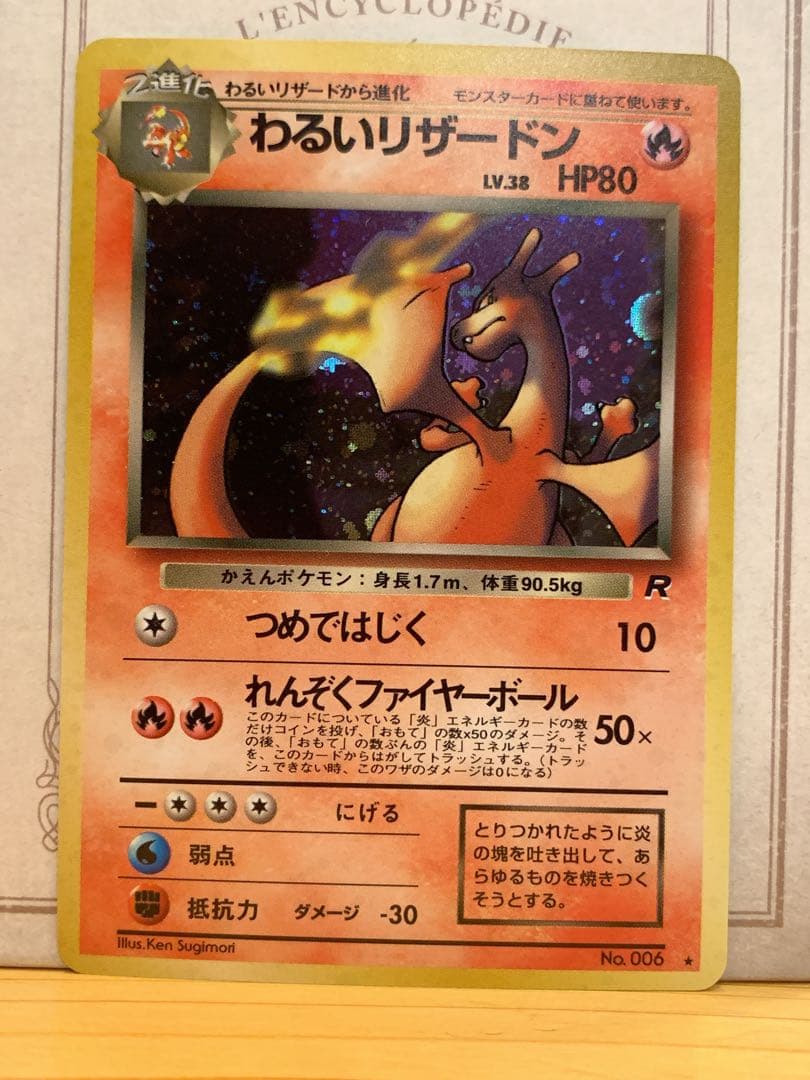 L'ENCYCLOPÉDIE
2進化
わるいリザードから進化 モンスターカードに重ねて使います。
わるいリザードン
LV.38 HP80
かえんポケモン：身長1.7m、体重90.5kg
R
つめではじく 10
れんぞくファイヤーボール
このカードについている「炎」エネルギーカードの数
だけコインを投げ、「おもて」の数x50のダメージ。そ
の後、「おもて」の数ぶんの「炎」エネルギーカード
を、このカードからはがしてトラッシュする。（トラッ
シュできない時、このワザのダメージは0になる）
50×
にげる
弱点
抵抗力 ダメージ -30
とりつかれたように炎
の塊を吐き出して、あ
らゆるものを焼きつく
そうとする。
Illus.Ken Sugimori
No. 006 ★